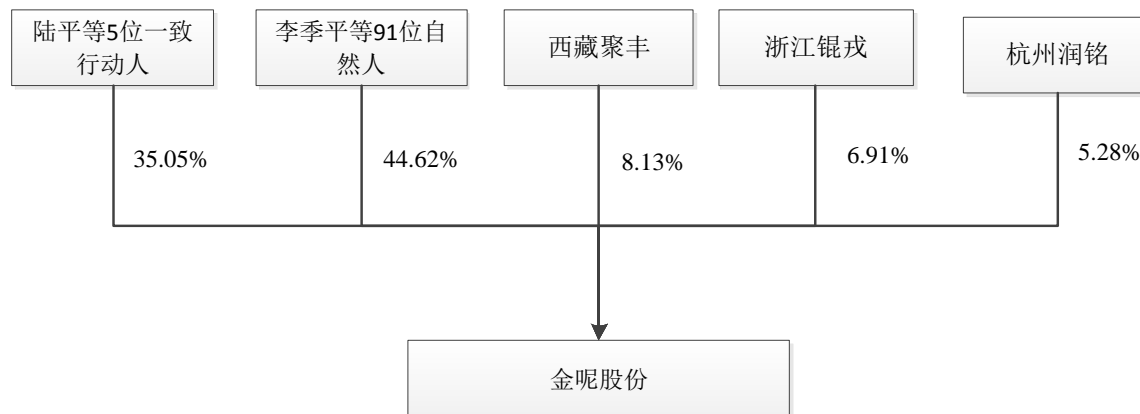 陆平等5位一致
行动人
李季平等91位自
然人
西藏聚丰
浙江锟戎
杭州润铭
35.05%
44.62%
8.13%
6.91%
5.28%
金呢股份